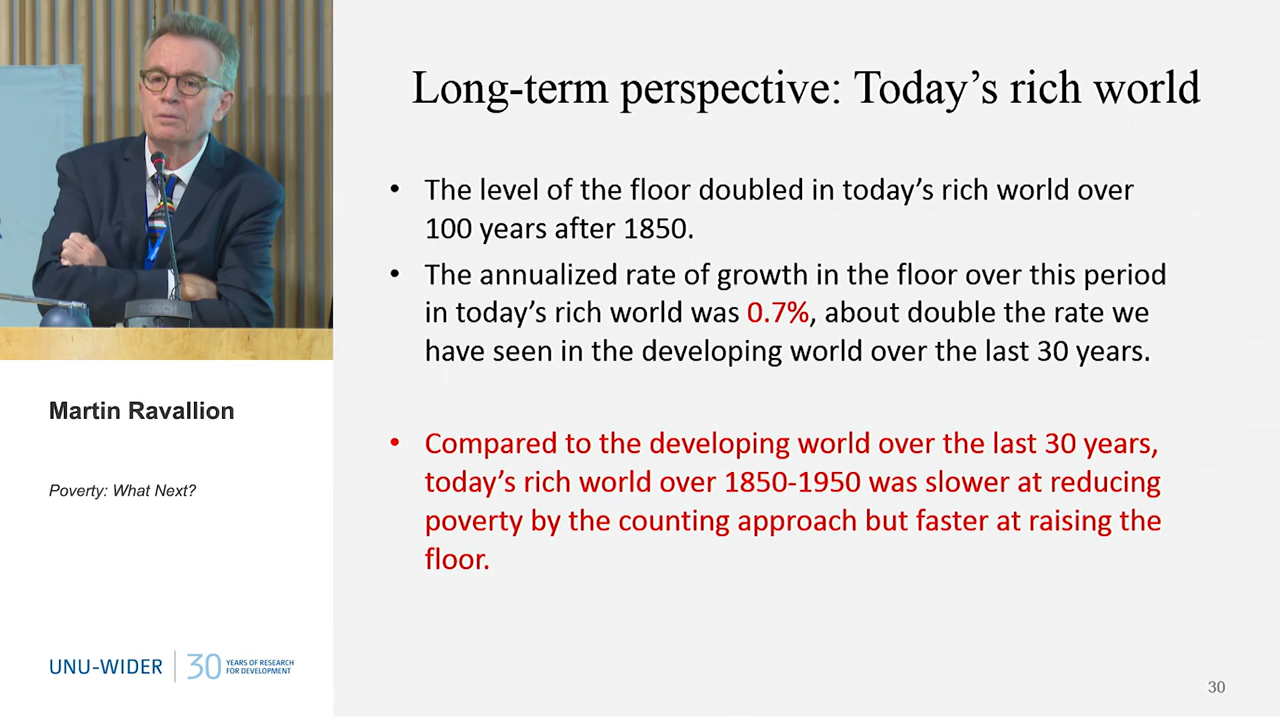 BOSCH
Martin Ravallion
Poverty: What Next?
UNU-WIDER
30 YEARS OF RESEARCH
FOR DEVELOPMENT
Long-term perspective: Today’s rich world
• The level of the floor doubled in today’s rich world over
100 years after 1850.
• The annualized rate of growth in the floor over this period
in today’s rich world was 0.7%, about double the rate we
have seen in the developing world over the last 30 years.
• Compared to the developing world over the last 30 years,
today’s rich world over 1850-1950 was slower at reducing
poverty by the counting approach but faster at raising the
floor.
30